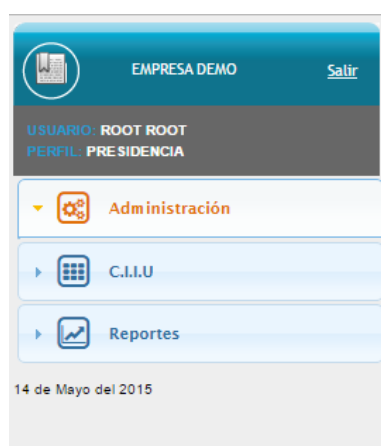 EMPRESA DEMO Salir
USUARIO: ROOT ROOT
PERFIL: PRESIDENCIA
Administración
C.I.I.U
Reportes
14 de Mayo del 2015